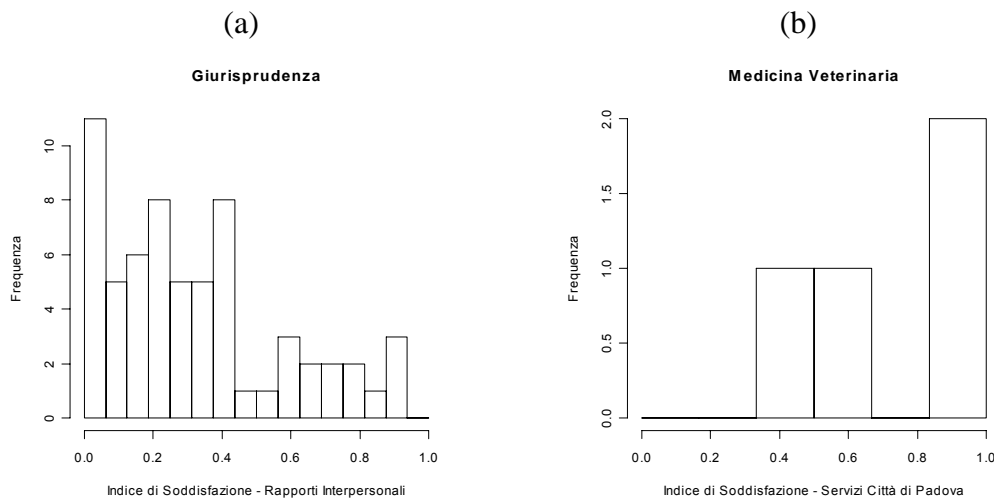 (a)
Giurisprudenza
Frequenza
10
8
6
4
2
0
0.0 0.2 0.4 0.6 0.8 1.0
Indice di Soddisfazione - Rapporti Interpersonali
(b)
Medicina Veterinaria
Frequenza
2.0
1.5
1.0
0.5
0.0
0.0 0.2 0.4 0.6 0.8 1.0
Indice di Soddisfazione - Servizi Città di Padova